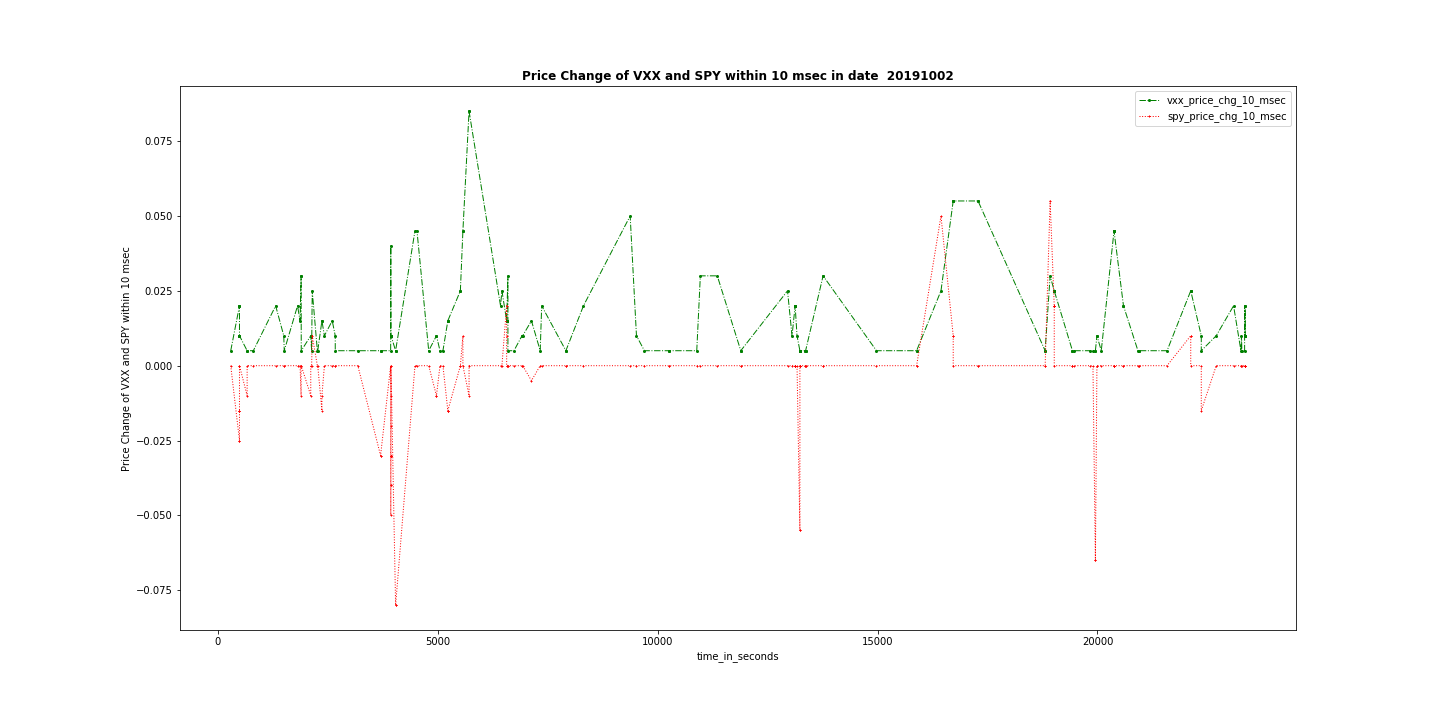 Price Change of VXX and SPY within 10 msec in date  20191002
vxx_price_chg_10_msec
spy_price_chg_10_msec
Price Change of VXX and SPY within 10 msec
0.075
0.050
0.025
0.000
−0.025
−0.050
−0.075
0
5000
10000
15000
20000
time_in_seconds